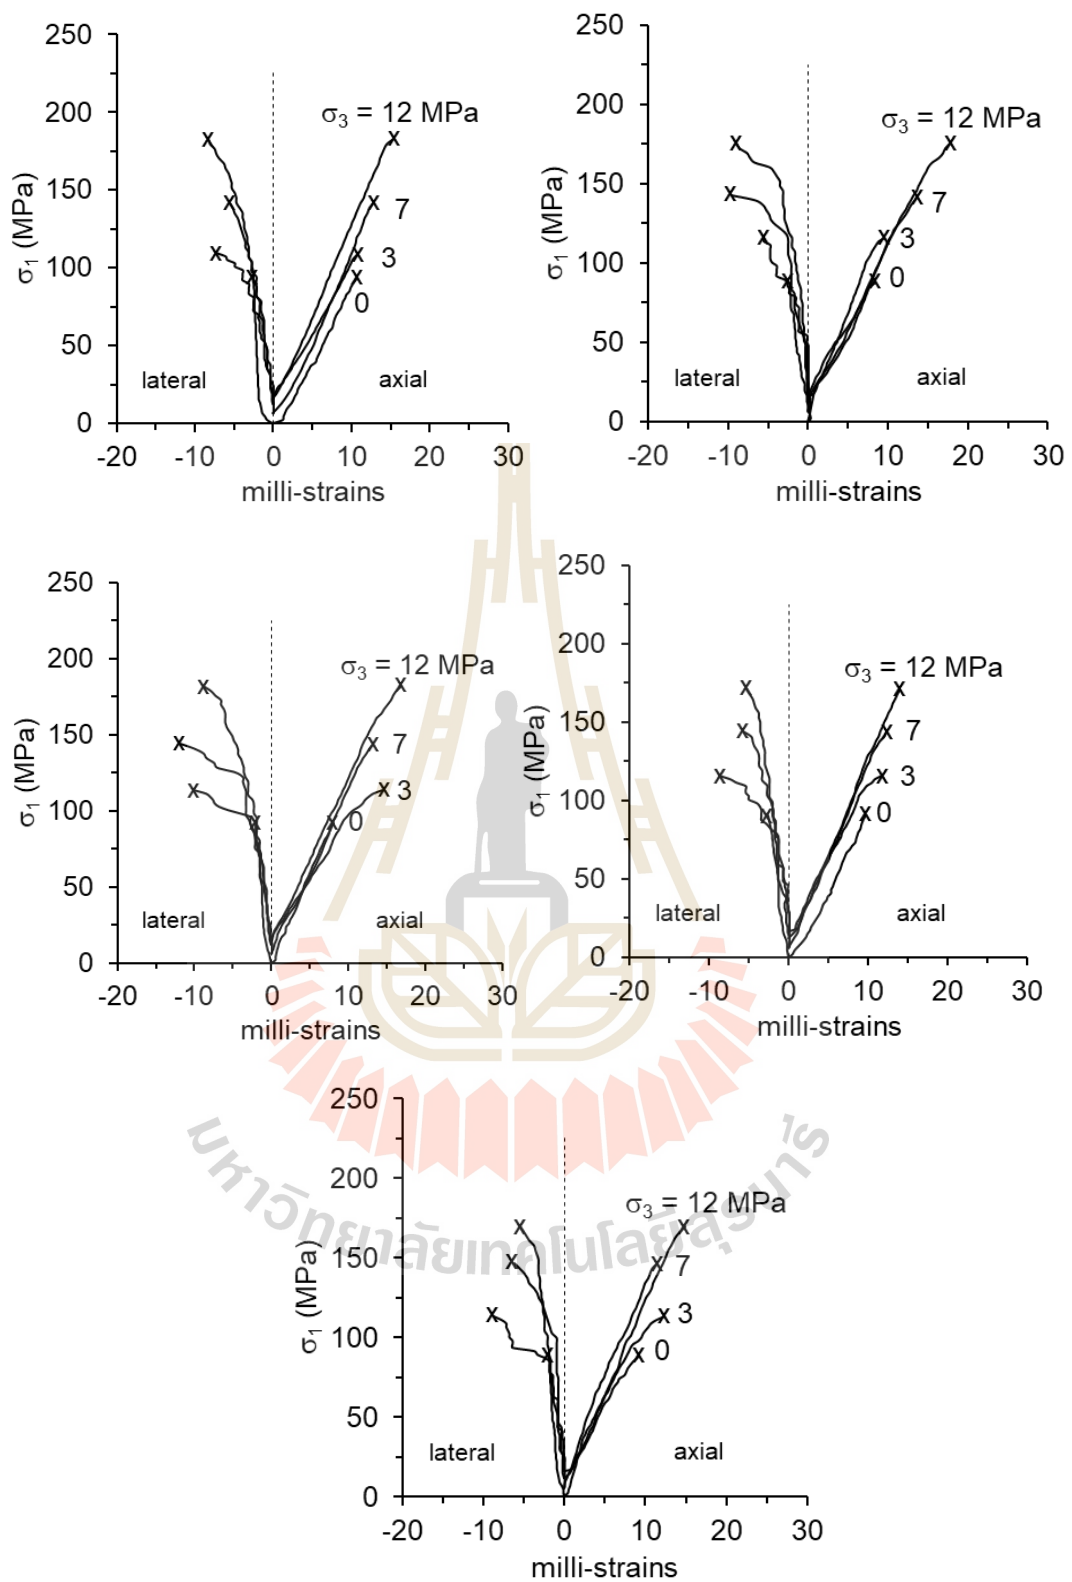 250
200
150
100
50
0
σ1 (MPa)
σ3 = 12 MPa
7
3
0
lateral
axial
-20 -10 0 10 20 30
milli-strains
250
200
150
100
50
0
σ1 (MPa)
σ3 = 12 MPa
7
3
0
lateral
axial
-20 -10 0 10 20 30
milli-strains
250
200
150
100
50
0
σ1 (MPa)
σ3 = 12 MPa
7
3
0
lateral
axial
-20 -10 0 10 20 30
milli-strains
250
200
150
100
50
0
σ1 (MPa)
σ3 = 12 MPa
7
3
0
lateral
axial
-20 -10 0 10 20 30
milli-strains
250
200
150
100
50
0
σ1 (MPa)
σ3 = 12 MPa
7
3
0
lateral
axial
-20 -10 0 10 20 30
milli-strains
มหาวิทยาลัยเทคโนโลยีสุรนารี